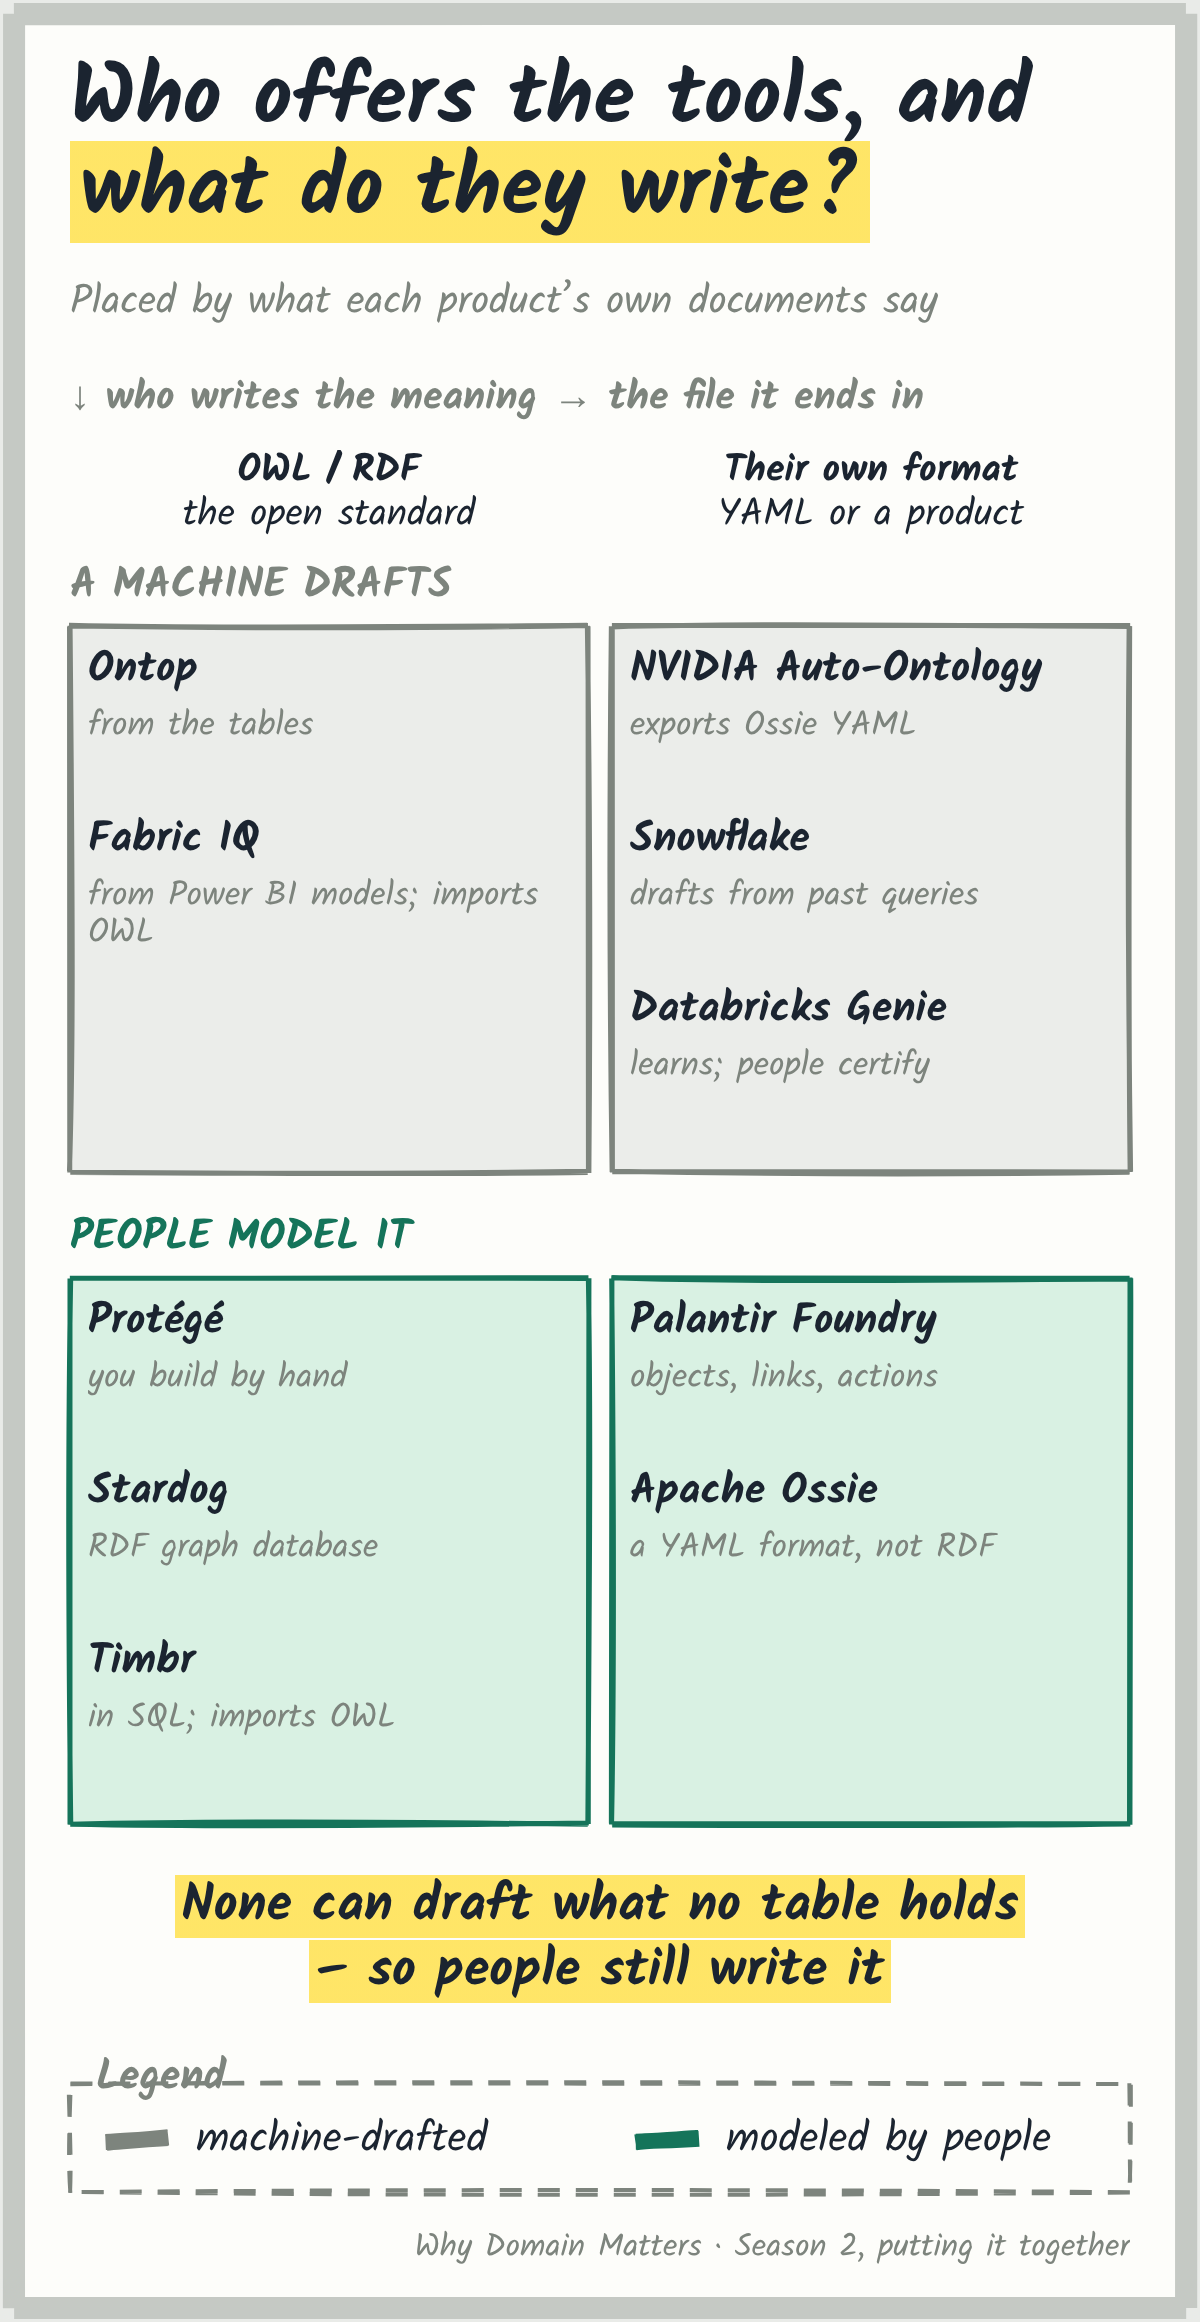 Who offers the tools, and
what do they write?
Placed by what each product’s own documents say
↓ who writes the meaning → the file it ends in
OWL / RDF
the open standard
Their own format
YAML or a product
A MACHINE DRAFTS
Ontop
from the tables
Fabric IQ
from Power BI models; imports
OWL
NVIDIA Auto-Ontology
exports Ossie YAML
Snowflake
drafts from past queries
Databricks Genie
learns; people certify
PEOPLE MODEL IT
Protégé
you build by hand
Stardog
RDF graph database
Timbr
in SQL; imports OWL
Palantir Foundry
objects, links, actions
Apache Ossie
a YAML format, not RDF
None can draft what no table holds
– so people still write it
Legend
machine-drafted
modeled by people
Why Domain Matters · Season 2, putting it together